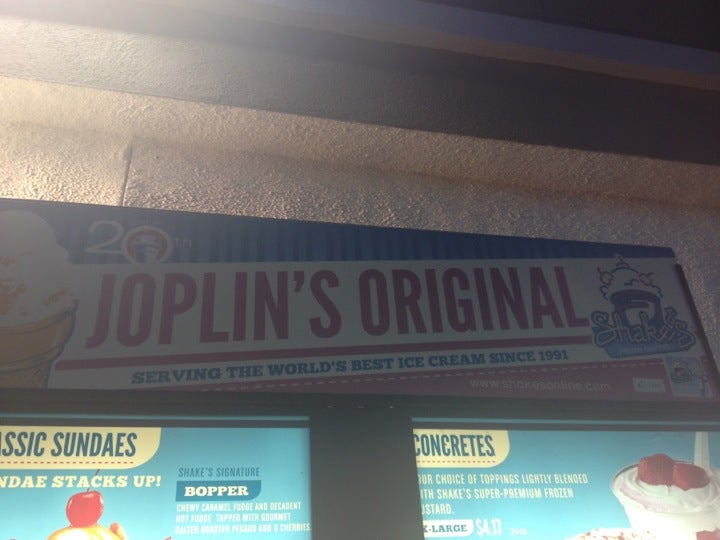 20th
JOPLIN'S ORIGINAL
Shake's
SERVING THE WORLD'S BEST ICE CREAM SINCE 1991
www.shakesonline.com
ASSIC SUNDAES
NDAE STACKS UP!
SHAKE'S SIGNATURE
BOPPER
CHEWY CARAMEL FUDGE AND DECADENT
HOT FUDGE TOPPED WITH GOURMET
SALTED ROASTED PECANS AND 3 CHERRIES
CONCRETES
OUR CHOICE OF TOPPINGS LIGHTLY BLENDED
ITH SHAKE'S SUPER-PREMIUM FROZEN
USTARD.
X-LARGE $4.17